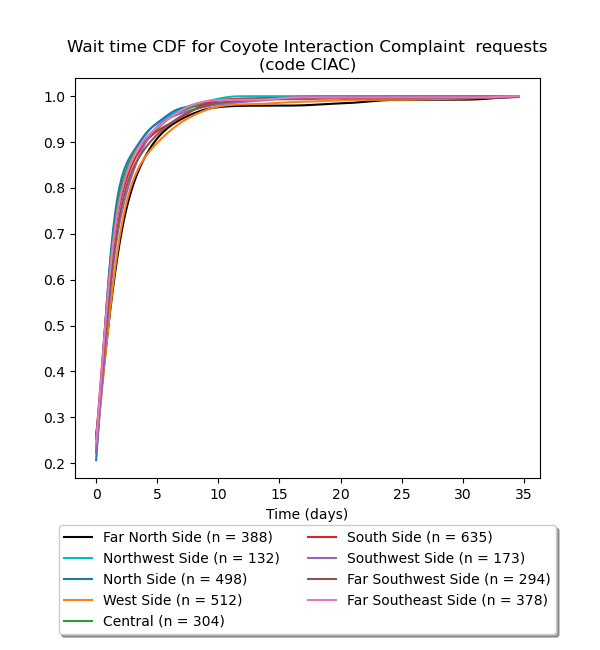 Wait time CDF for Coyote Interaction Complaint  requests
(code CIAC)
1.0
0.9
0.8
0.7
0.6
0.5
0.4
0.3
0.2
0 5 10 15 20 25 30 35
Time (days)
Far North Side (n = 388)
Northwest Side (n = 132)
North Side (n = 498)
West Side (n = 512)
Central (n = 304)
South Side (n = 635)
Southwest Side (n = 173)
Far Southwest Side (n = 294)
Far Southeast Side (n = 378)